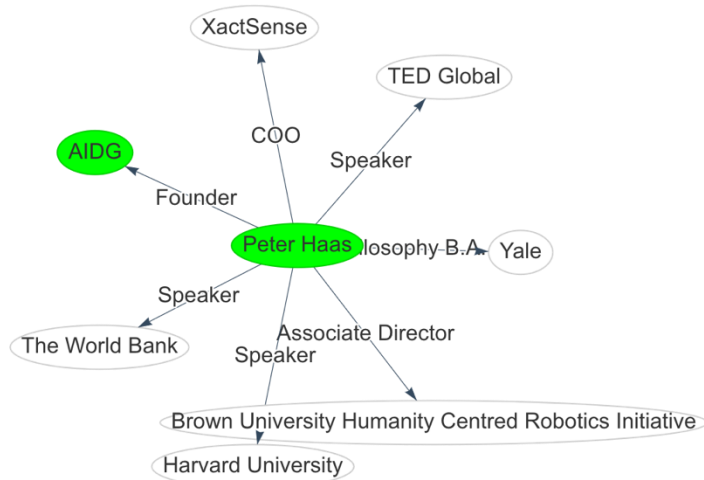 XactSense
TED Global
COO
AIDG
Speaker
Founder
Peter Haas
losophy B.A.
Yale
Speaker
Associate Director
The World Bank
Speaker
Brown University Humanity Centred Robotics Initiative
Harvard University